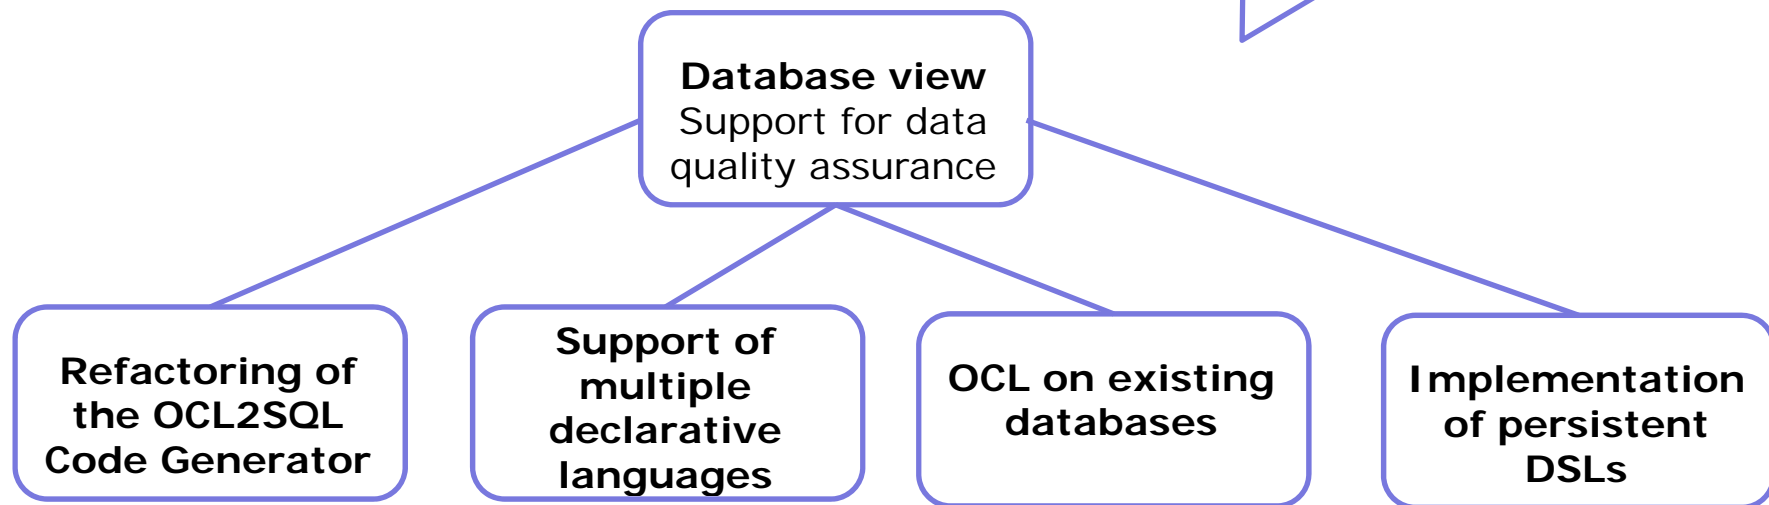 Database view
Support for data
quality assurance
Refactoring of
the OCL2SQL
Code Generator
Support of
multiple
declarative
languages
OCL on existing
databases
Implementation
of persistent
DSLs